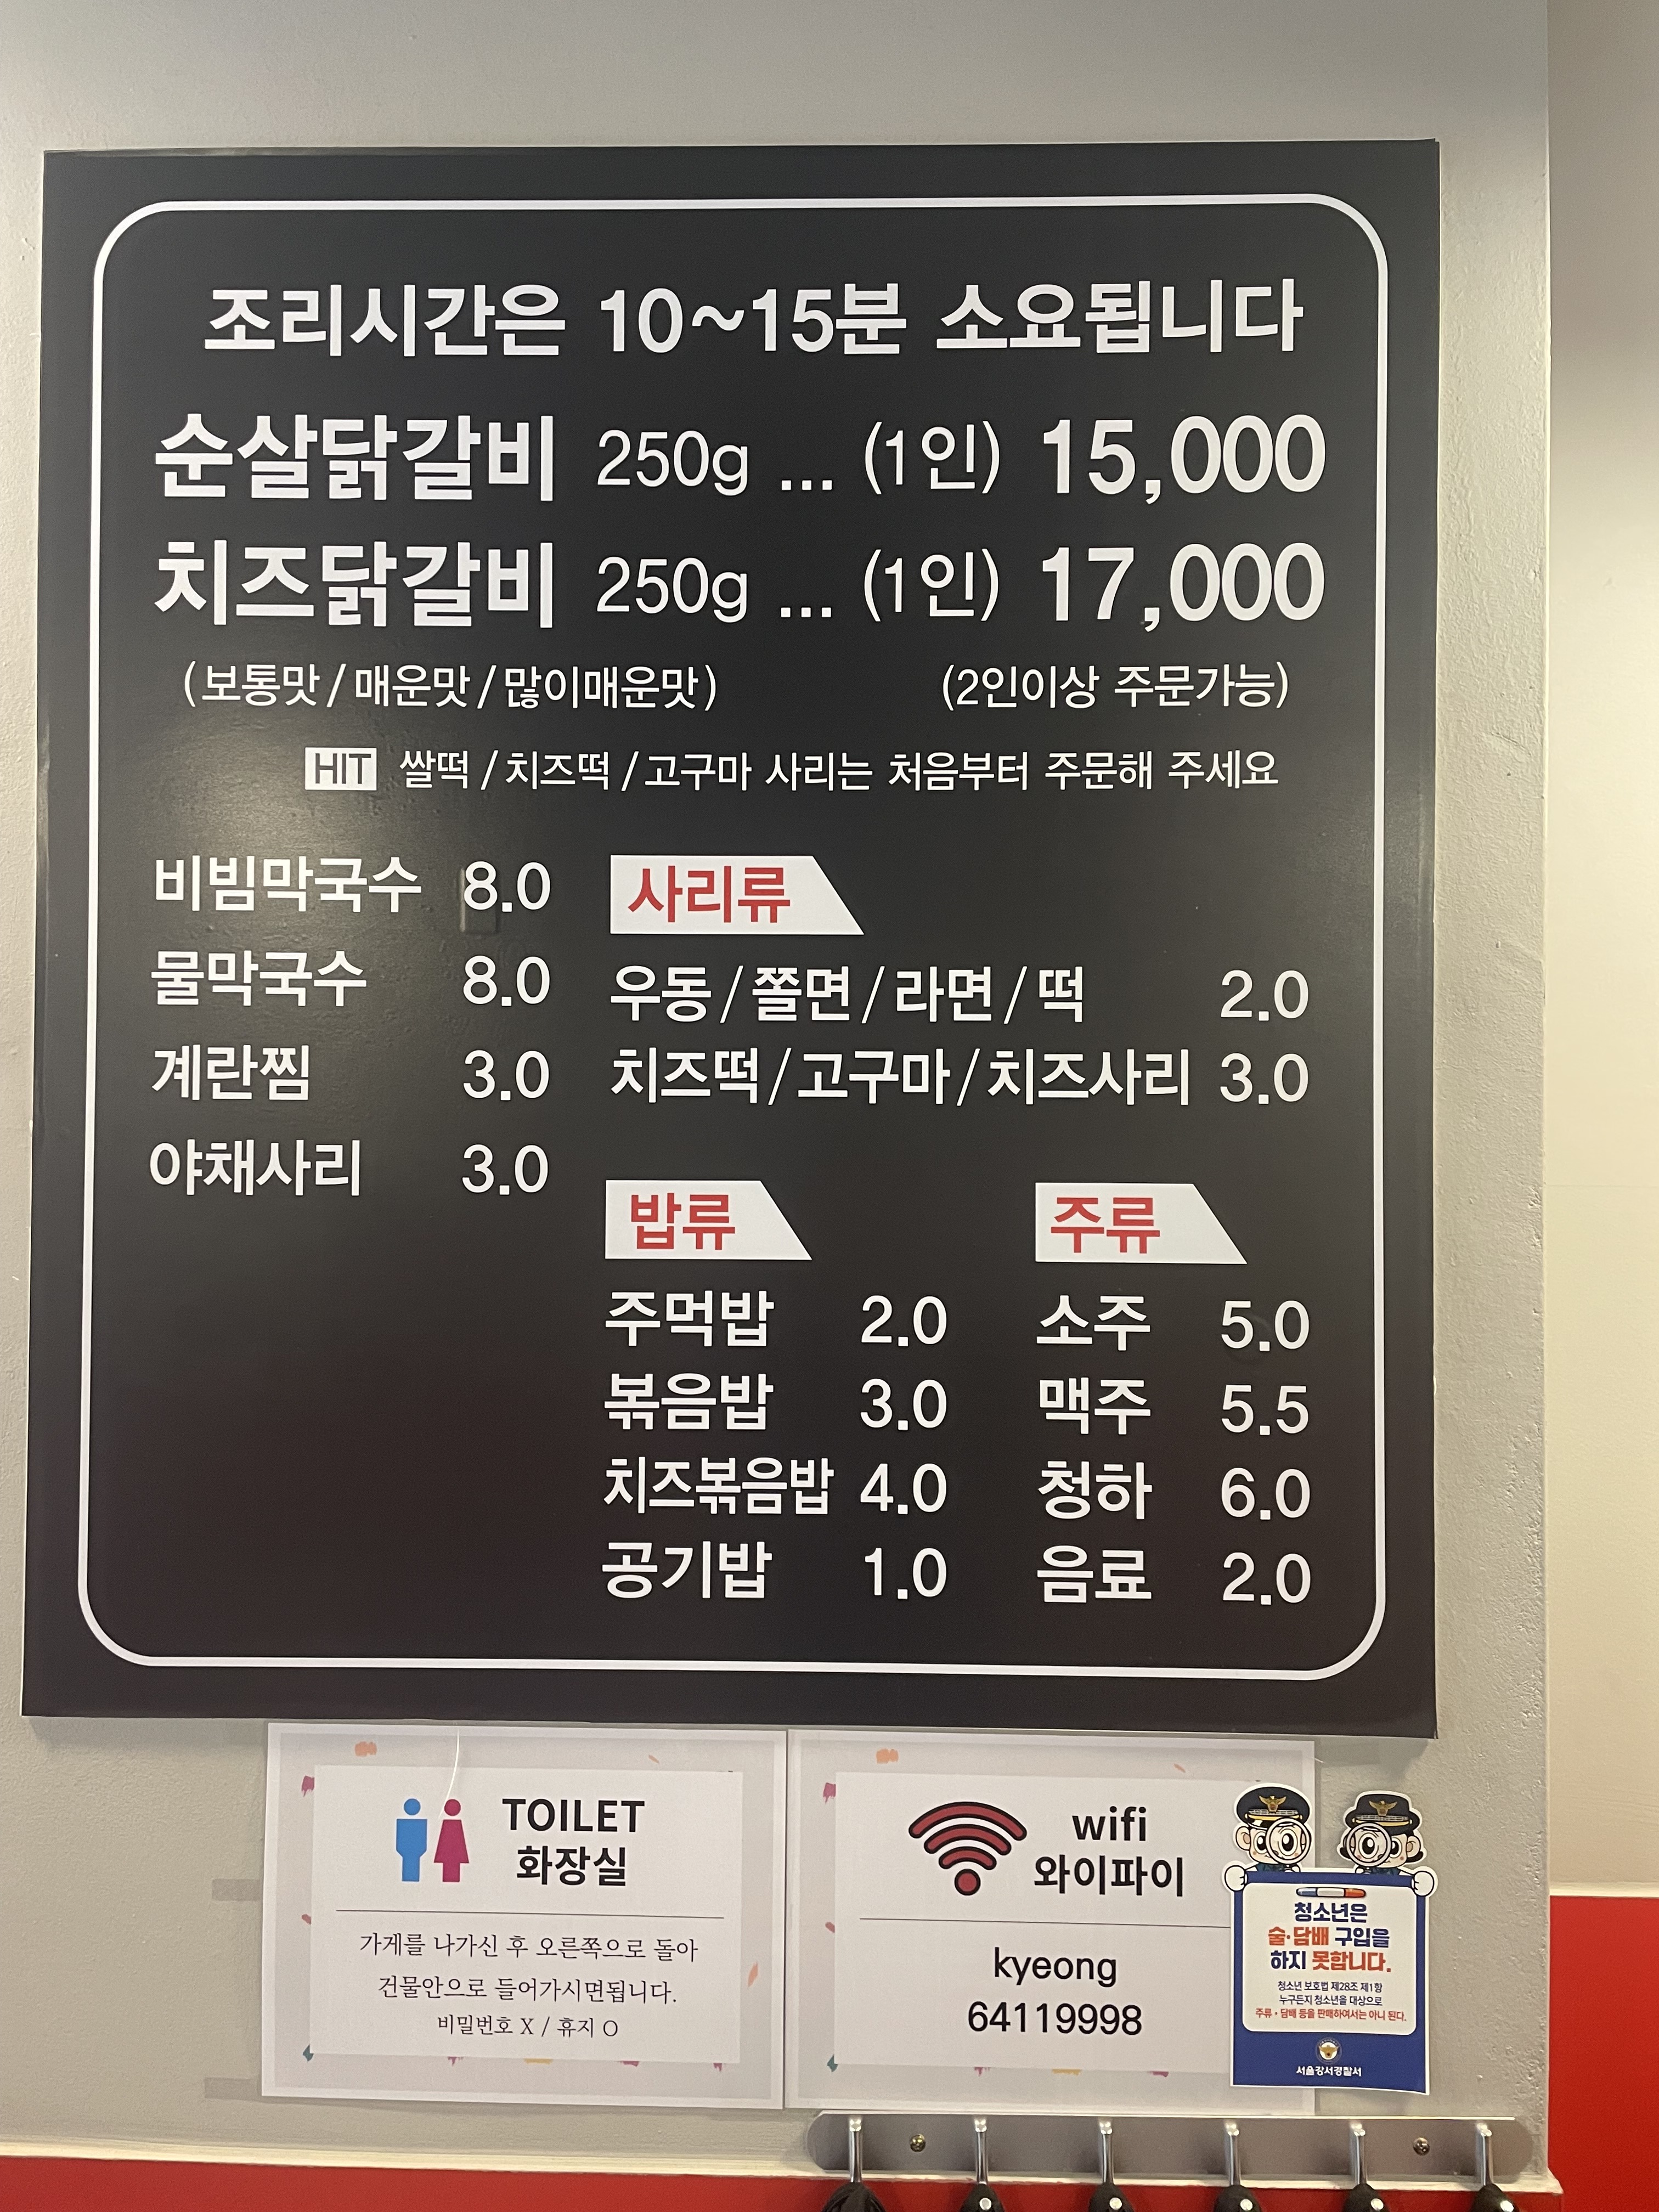 조리시간은 10~15분 소요됩니다
순살닭갈비 250g ... (1인) 15,000
치즈닭갈비 250g ... (1인) 17,000
(보통맛/매운맛/많이매운맛) (2인이상 주문가능)
HIT 쌀떡/치즈떡/고구마 사리는 처음부터 주문해 주세요
비빔막국수 8.0
물막국수 8.0
계란찜 3.0
야채사리 3.0
사리류
우동/쫄면/라면/떡 2.0
치즈떡/고구마/치즈사리 3.0
밥류
주먹밥 2.0
볶음밥 3.0
치즈볶음밥 4.0
공기밥 1.0
주류
소주 5.0
맥주 5.5
청하 6.0
음료 2.0
TOILET
화장실
가게를 나가신 후 오른쪽으로 돌아
건물안으로 들어가시면됩니다.
비밀번호 X / 휴지 O
wifi
와이파이
kyeong
64119998
청소년은
술·담배 구입을
하지 못합니다.
청소년 보호법 제28조 제1항
누구든지 청소년을 대상으로
주류·담배 등을 판매하여서는 아니 된다.
서울강서경찰서